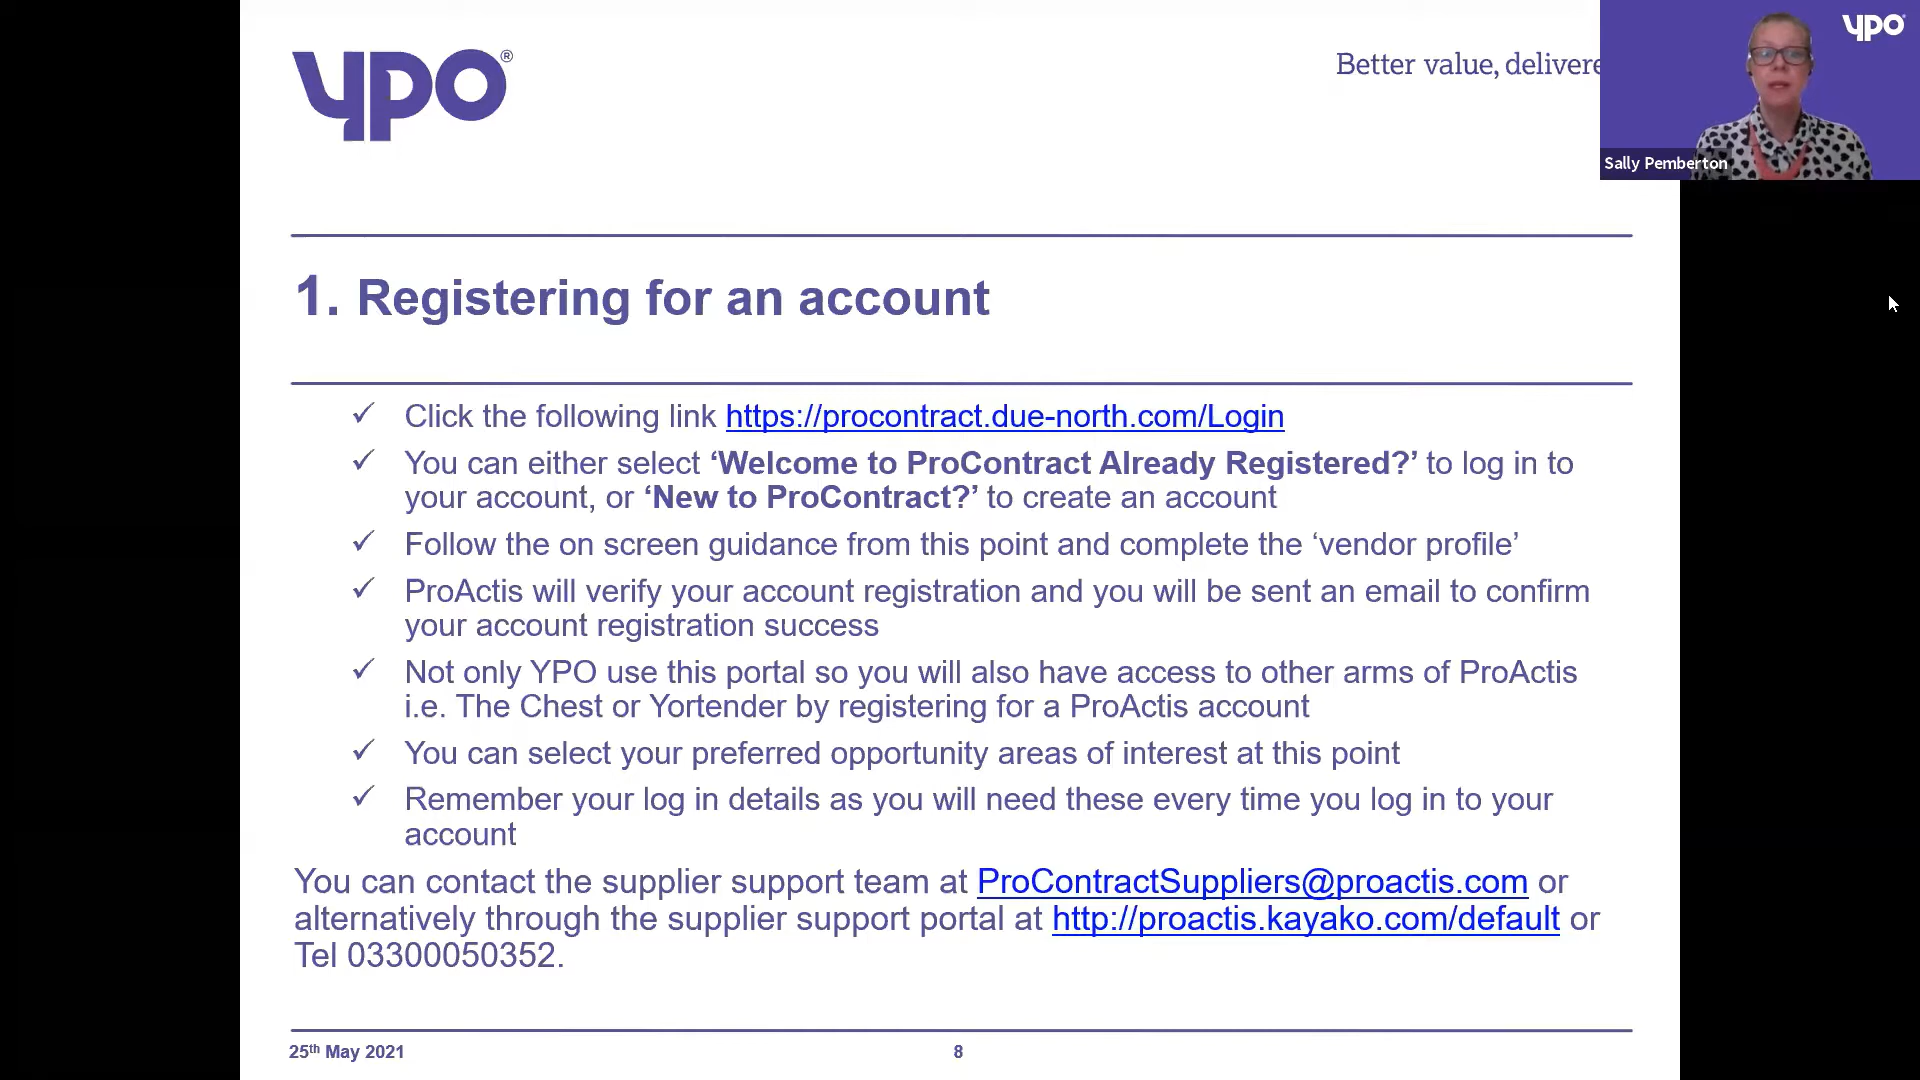 ypo®
Better value, delivere
ypo
Sally Pemberton
1. Registering for an account
✓ Click the following link https://procontract.due-north.com/Login
✓ You can either select ‘Welcome to ProContract Already Registered?’ to log in to
your account, or ‘New to ProContract?’ to create an account
✓ Follow the on screen guidance from this point and complete the ‘vendor profile’
✓ ProActis will verify your account registration and you will be sent an email to confirm
your account registration success
✓ Not only YPO use this portal so you will also have access to other arms of ProActis
i.e. The Chest or Yortender by registering for a ProActis account
✓ You can select your preferred opportunity areas of interest at this point
✓ Remember your log in details as you will need these every time you log in to your
account
You can contact the supplier support team at ProContractSuppliers@proactis.com or
alternatively through the supplier support portal at http://proactis.kayako.com/default or
Tel 03300050352.
25th May 2021
8